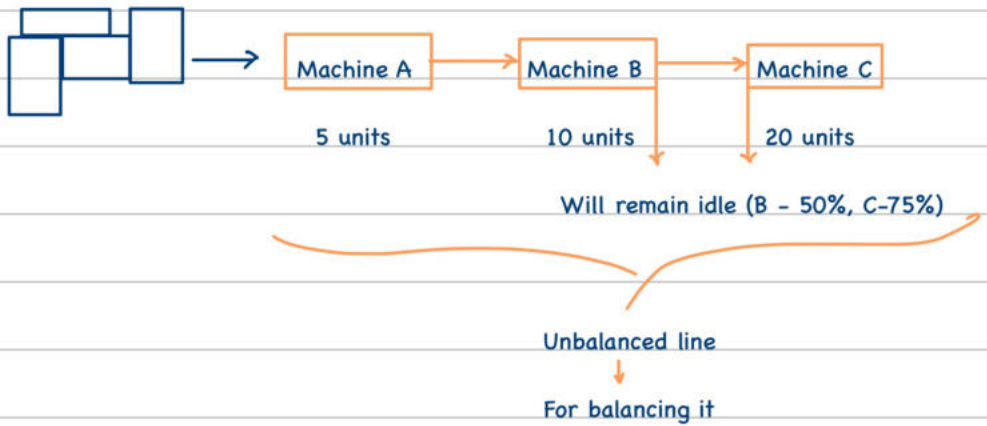 Machine A Machine B Machine C
5 units 10 units 20 units
Will remain idle (B - 50%, C-75%)
Unbalanced line
For balancing it